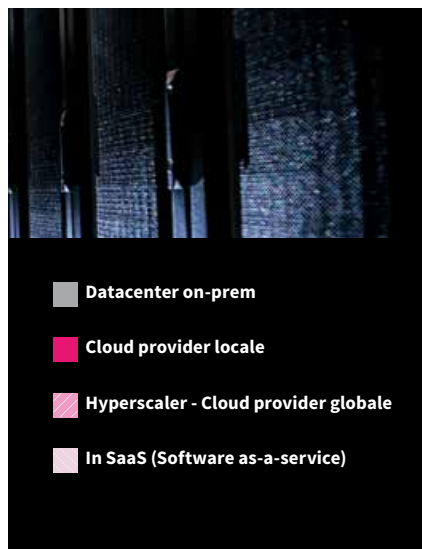 Datacenter on-prem
Cloud provider locale
Hyperscaler - Cloud provider globale
In SaaS (Software as-a-service)